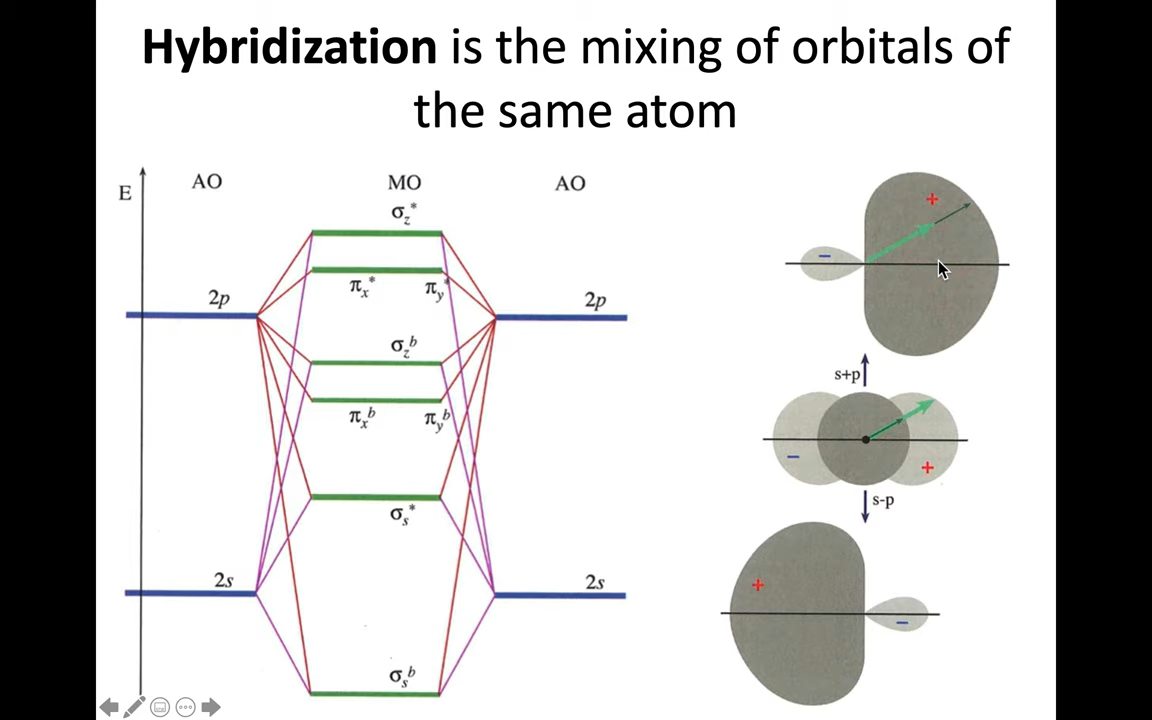 Hybridization is the mixing of orbitals of
the same atom
E
AO
MO
AO
σz*
πx* πy*
2p
2p
σzᵇ
πxᵇ πyᵇ
σs*
2s
2s
σsᵇ
+
−
s+p
−
+
s-p
+
−